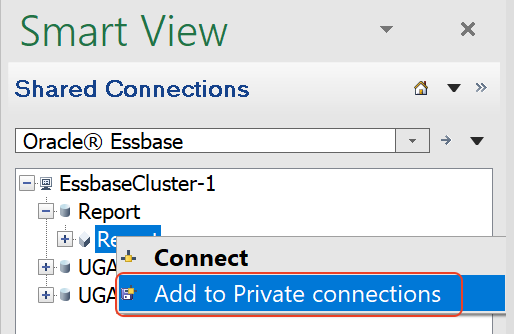 Smart View
Shared Connections
Oracle® Essbase
EssbaseCluster-1
Report
Connect
UGA
Add to Private connections
UGA